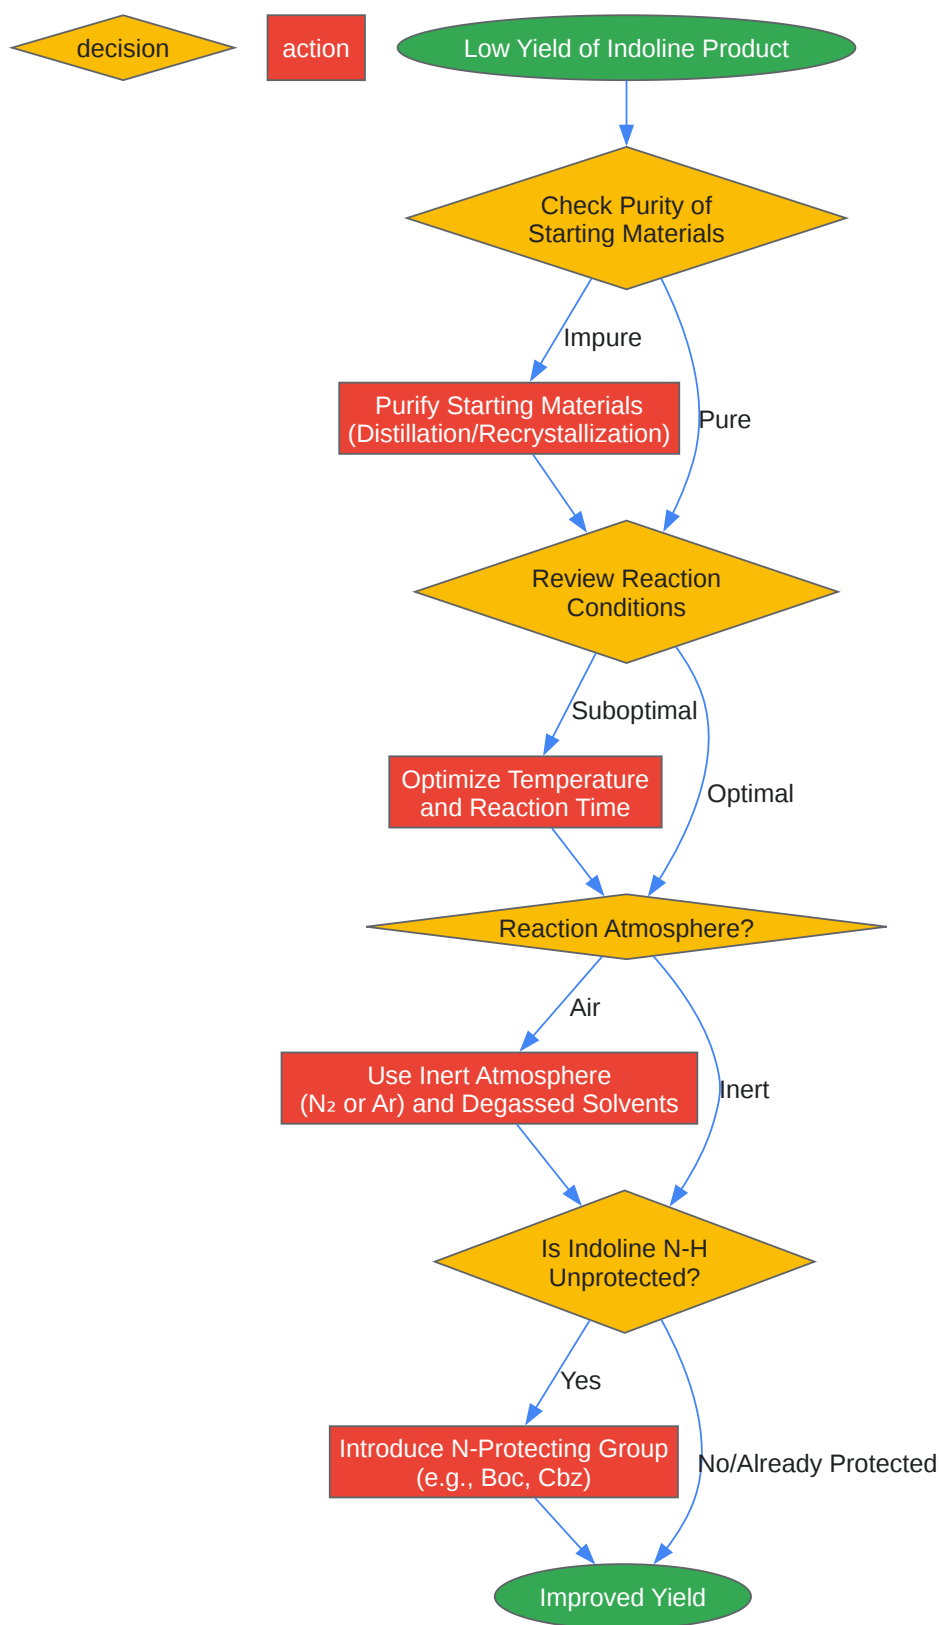 decision
action
Low Yield of Indoline Product
Check Purity of
Starting Materials
Impure
Purify Starting Materials
(Distillation/Recrystallization)
Pure
Review Reaction
Conditions
Suboptimal
Optimize Temperature
and Reaction Time
Optimal
Reaction Atmosphere?
Air
Use Inert Atmosphere
(N₂ or Ar) and Degassed Solvents
Inert
Is Indoline N-H
Unprotected?
Yes
Introduce N-Protecting Group
(e.g., Boc, Cbz)
No/Already Protected
Improved Yield